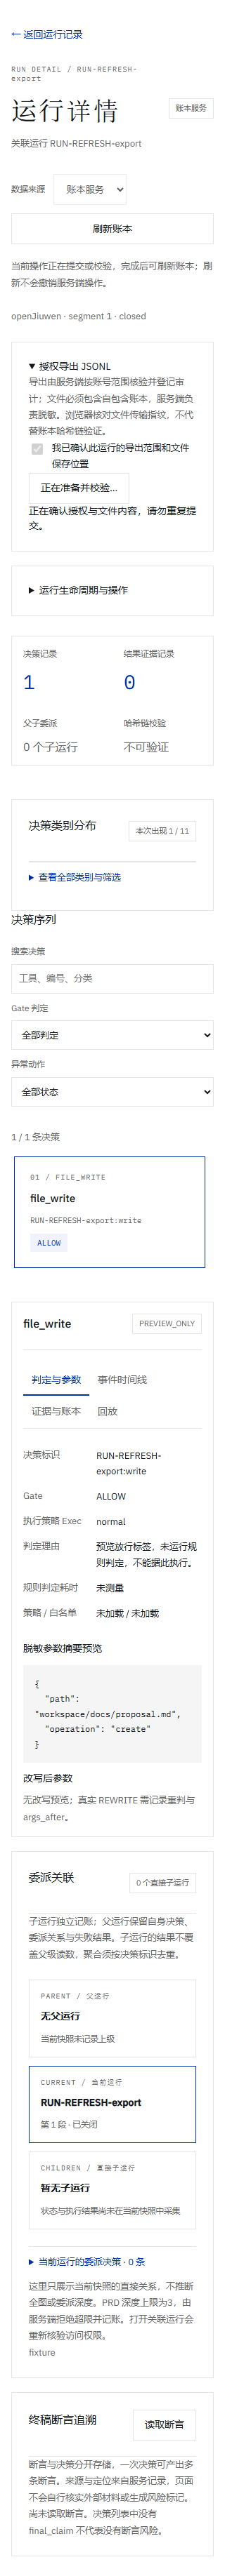 ← 返回运行记录
RUN DETAIL / RUN-REFRESH-
export
运行详情
账本服务
关联运行 RUN-REFRESH-export
数据来源
账本服务
刷新账本
当前操作正在提交或校验，完成后可刷新账本；刷
新不会撤销服务端操作。
openJiuwen · segment 1 · closed
▼ 授权导出 JSONL
导出由服务端按账号范围核验并登记审
计；文件必须包含自包含账本，服务端负
责脱敏。浏览器核对文件传输指纹，不代
替账本哈希链验证。
我已确认此运行的导出范围和文件
保存位置
正在准备并校验…
正在确认授权与文件内容，请勿重复提
交。
▶ 运行生命周期与操作
决策记录
1
结果证据记录
0
父子委派
0 个子运行
哈希链校验
不可验证
决策类别分布
本次出现 1 / 11
▶ 查看全部类别与筛选
决策序列
搜索决策
工具、编号、分类
Gate 判定
全部判定
异常动作
全部状态
1 / 1 条决策
01 / FILE_WRITE
file_write
RUN-REFRESH-export:write
ALLOW
file_write
PREVIEW_ONLY
判定与参数
事件时间线
证据与账本
回放
决策标识
RUN-REFRESH-
export:write
Gate
ALLOW
执行策略 Exec
normal
判定理由
预览放行标签，未运行规
则判定，不能据此执行。
规则判定耗时
未测量
策略 / 白名单
未加载 / 未加载
脱敏参数摘要预览
{
"path":
"workspace/docs/proposal.md",
"operation": "create"
}
改写后参数
无改写预览；真实 REWRITE 需记录重判与
args_after。
委派关联
0 个直接子运行
子运行独立记账；父运行保留自身决策、
委派关系与失败结果。子运行的结果不覆
盖父级读数，聚合须按决策标识去重。
PARENT / 父运行
无父运行
当前快照未记录上级
CURRENT / 当前运行
RUN-REFRESH-export
第 1 段 · 已关闭
CHILDREN / 直接子运行
暂无子运行
状态与执行结果尚未在当前快照中采集
▶ 当前运行的委派决策 · 0 条
这里只展示当前快照的直接关系，不推断
全图或委派深度。PRD 深度上限为3，由
服务端拒绝超限并记账。打开关联运行会
重新核验访问权限。
fixture
终稿断言追溯
读取断言
断言与决策分开存储，一次决策可产出多
条断言。来源与定位来自服务记录，页面
不会自行核实外部材料或生成风险标记。
尚未读取断言。决策列表中没有
final_claim 不代表没有断言风险。